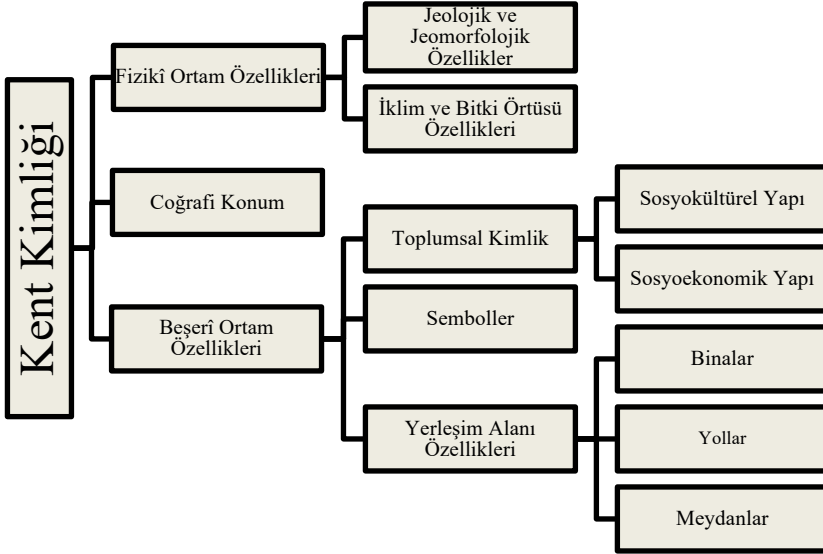 Kent Kimliği
Fizikî Ortam Özellikleri
Jeolojik ve
Jeomorfolojik
Özellikler
İklim ve Bitki Örtüsü
Özellikleri
Coğrafi Konum
Beşerî Ortam
Özellikleri
Toplumsal Kimlik
Sosyokültürel Yapı
Sosyoekonomik Yapı
Semboller
Yerleşim Alanı
Özellikleri
Binalar
Yollar
Meydanlar